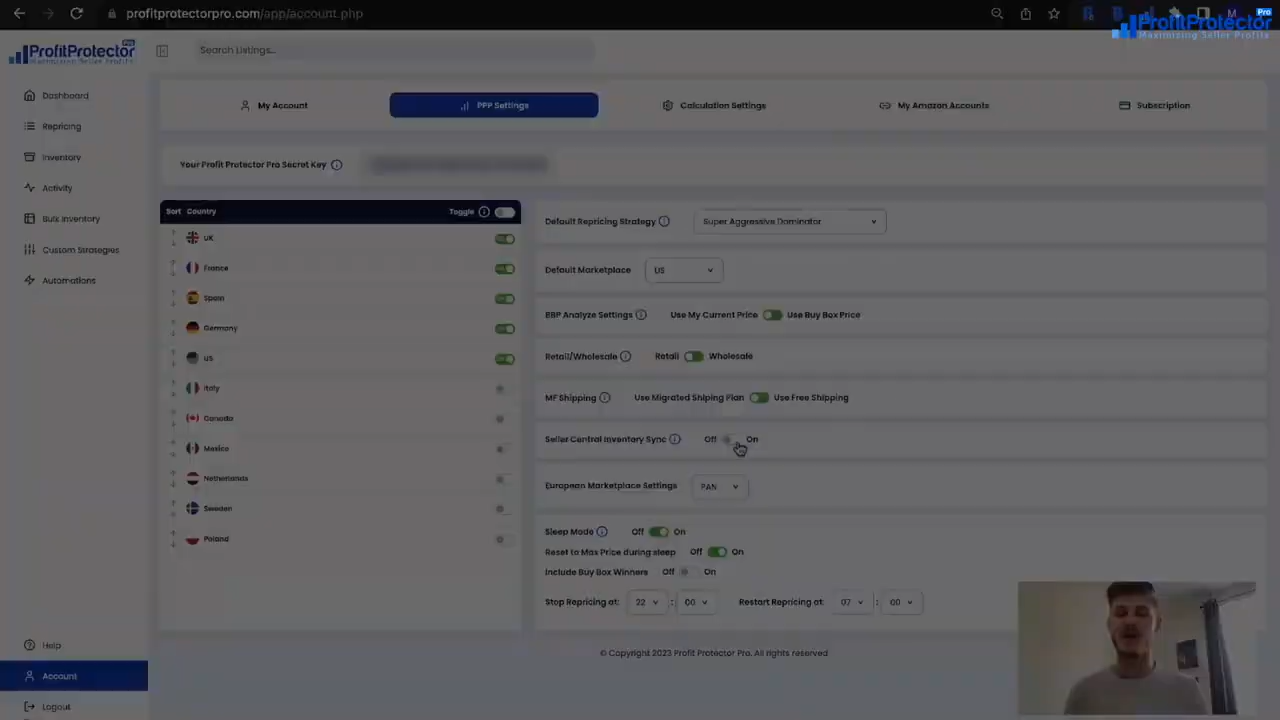 profitprotectorpro.com/app/account.php
M
ProfitProtector Pro
Maximizing Seller Profits
ProfitProtector Pro
Maximizing Seller Profits
Search Listings...
Dashboard
Repricing
Inventory
Activity
Bulk Inventory
Custom Strategies
Automations
Help
Account
Logout
My Account
PPP Settings
Calculation Settings
My Amazon Accounts
Subscription
Your Profit Protector Pro Secret Key
Sort Country Toggle
UK
France
Spain
Germany
US
Italy
Canada
Mexico
Netherlands
Sweden
Poland
Default Repricing Strategy Super Aggressive Dominator
Default Marketplace US
BBP Analyze Settings Use My Current Price Use Buy Box Price
Retail/Wholesale Retail Wholesale
MF Shipping Use Migrated Shiping Plan Use Free Shipping
Seller Central Inventory Sync Off On
European Marketplace Settings PAN
Sleep Mode Off On
Reset to Max Price during sleep Off On
Include Buy Box Winners Off On
Stop Repricing at: 22 : 00 Restart Repricing at: 07 : 00
© Copyright 2023 Profit Protector Pro. All rights reserved